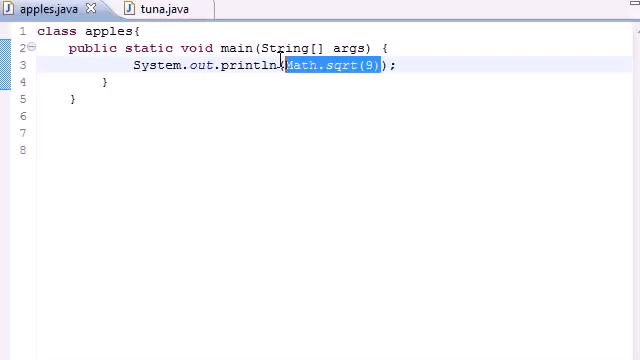 apples.java tuna.java
1 class apples{
2 public static void main(String[] args) {
3 System.out.println(Math.sqrt(9));
4 }
5 }
6
7
8